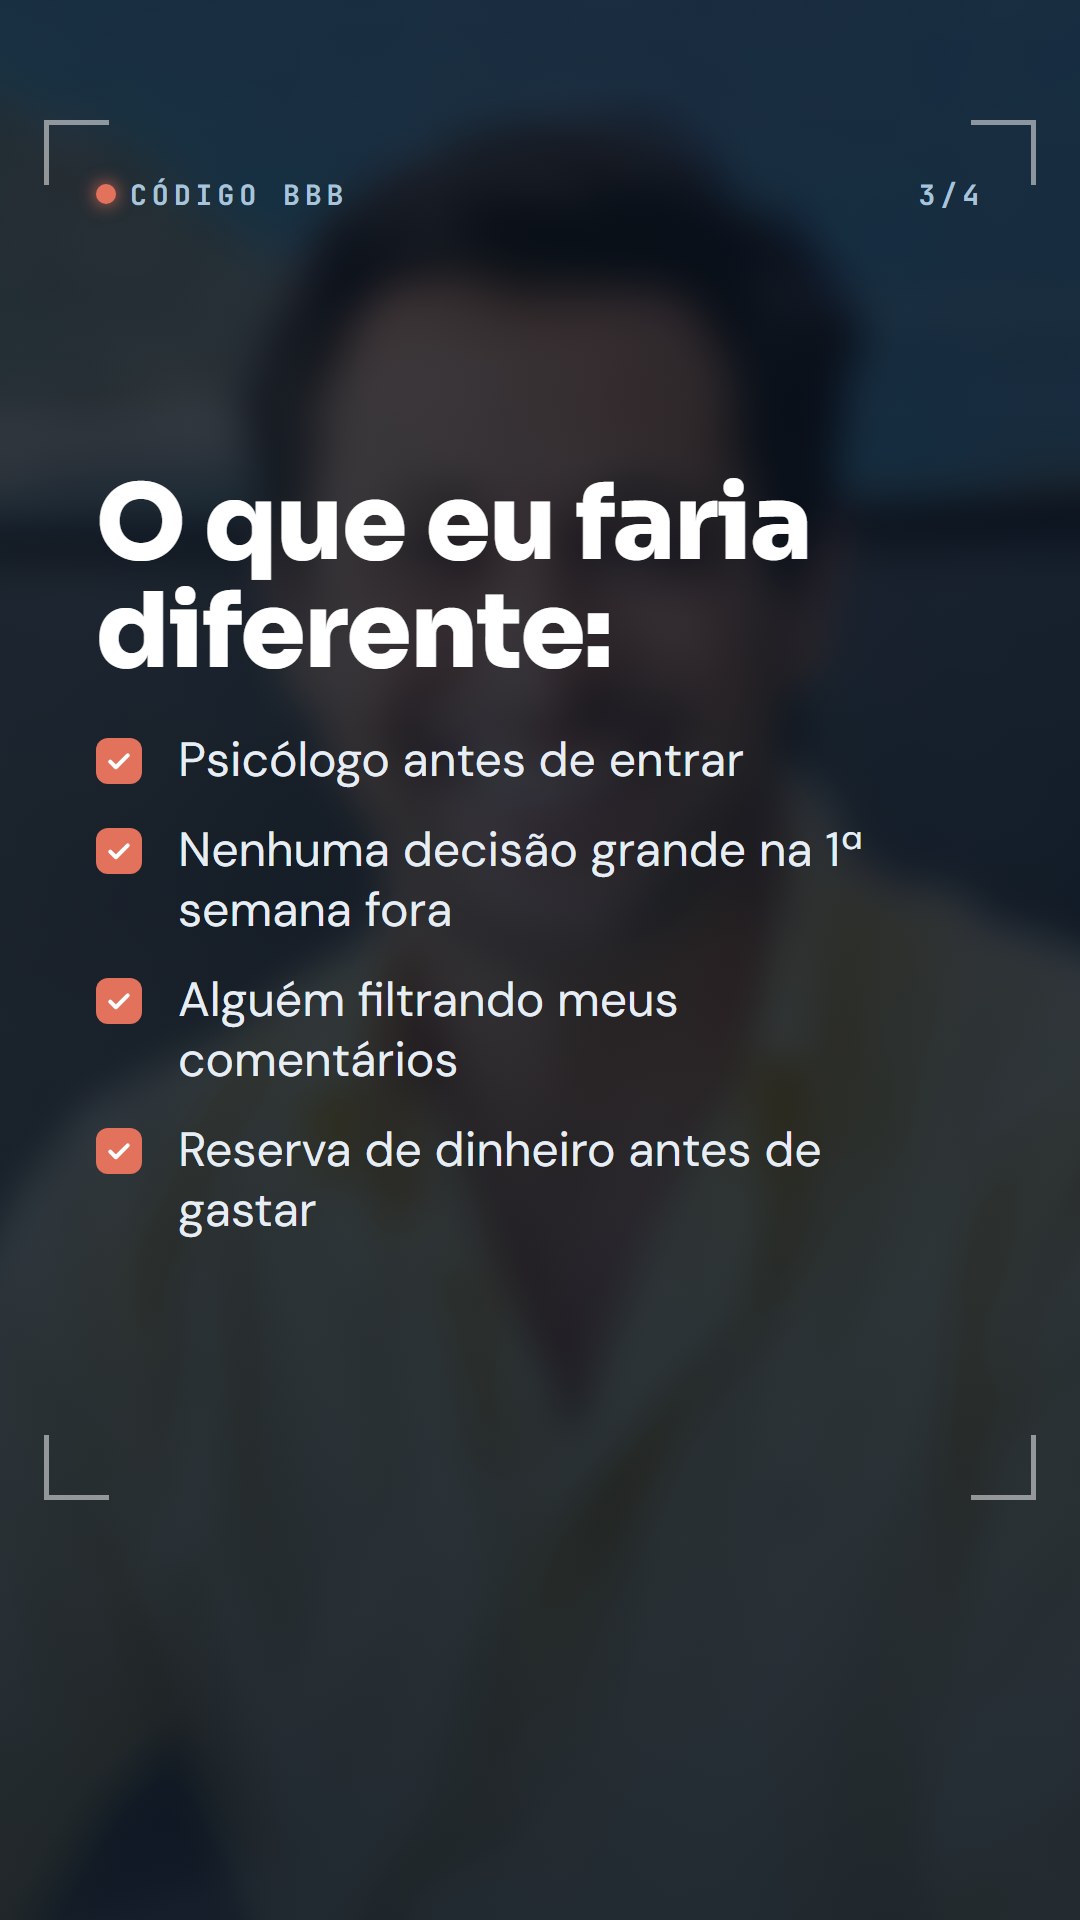 CÓDIGO BBB
3/4
O que eu faria
diferente:
Psicólogo antes de entrar
Nenhuma decisão grande na 1ª
semana fora
Alguém filtrando meus
comentários
Reserva de dinheiro antes de
gastar